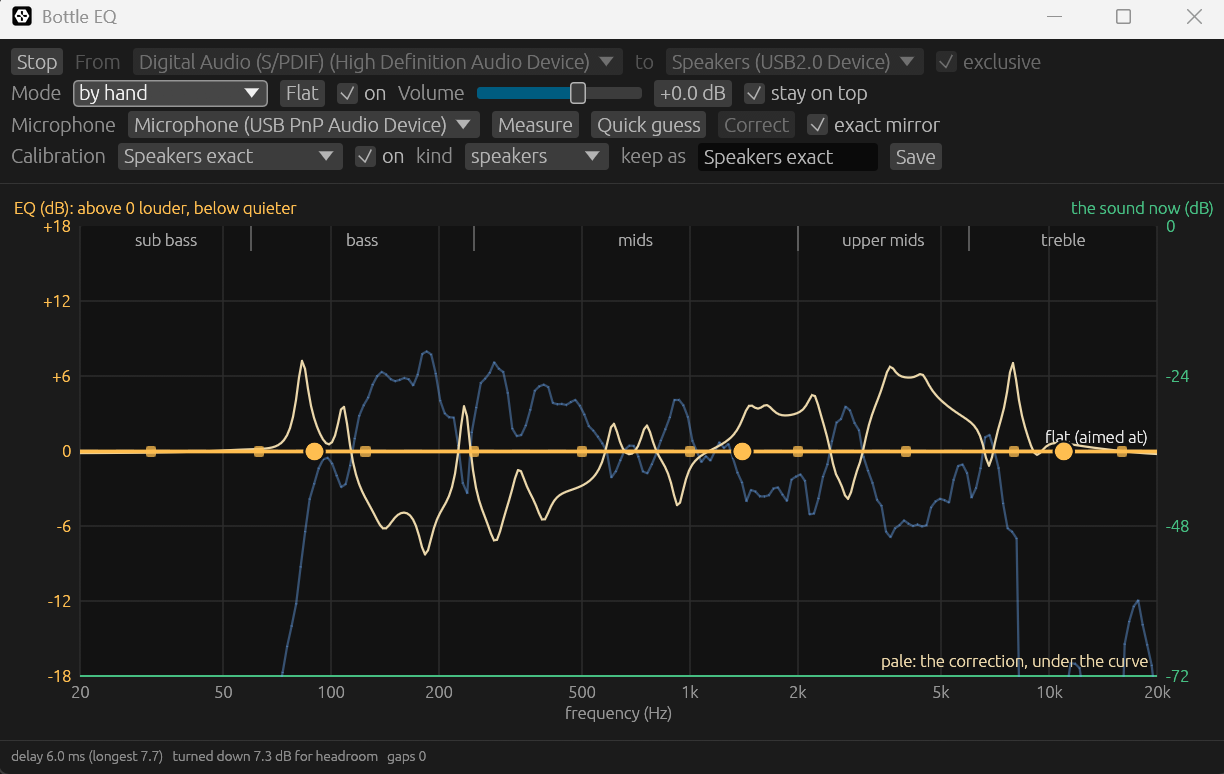 Bottle EQ
Stop From Digital Audio (S/PDIF) (High Definition Audio Device) to Speakers (USB2.0 Device) exclusive
Mode by hand Flat on Volume +0.0 dB stay on top
Microphone Microphone (USB PnP Audio Device) Measure Quick guess Correct exact mirror
Calibration Speakers exact on kind speakers keep as Speakers exact Save
EQ (dB): above 0 louder, below quieter the sound now (dB)
+18 0
sub bass bass mids upper mids treble
+12
+6 -24
flat (aimed at)
0
-6 -48
-12
pale: the correction, under the curve
-18 -72
20 50 100 200 500 1k 2k 5k 10k 20k
frequency (Hz)
delay 6.0 ms (longest 7.7) turned down 7.3 dB for headroom gaps 0